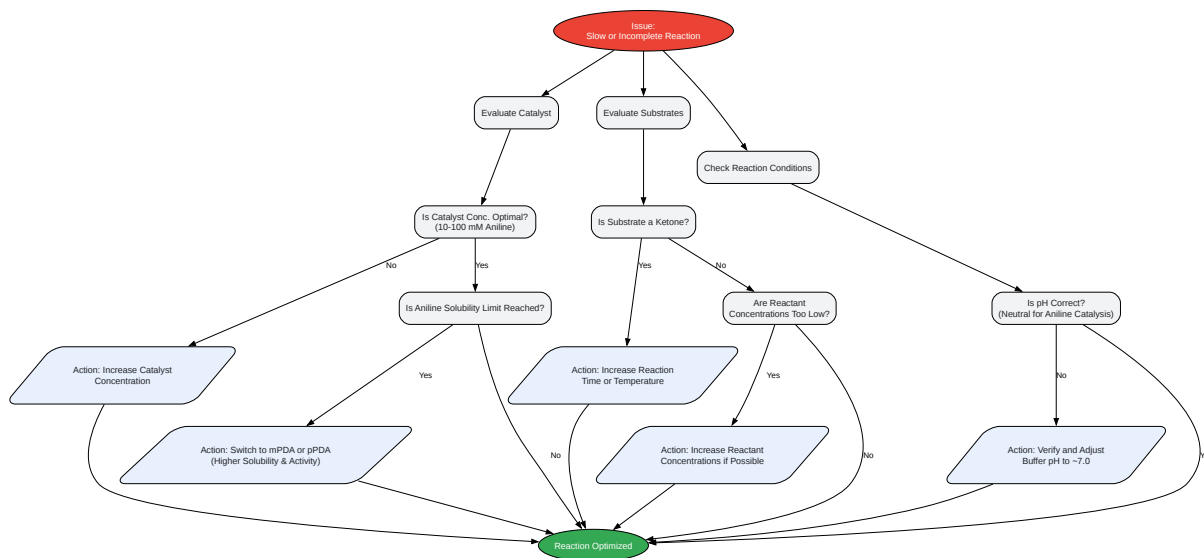 Issue:
Slow or Incomplete Reaction
Evaluate Catalyst
Evaluate Substrates
Check Reaction Conditions
Is Catalyst Conc. Optimal?
(10-100 mM Aniline)
Is Substrate a Ketone?
No
Yes
Yes
No
Is Aniline Solubility Limit Reached?
Are Reactant
Concentrations Too Low?
Is pH Correct?
(Neutral for Aniline Catalysis)
Action: Increase Catalyst
Concentration
Yes
Action: Increase Reaction
Time or Temperature
Yes
No
Action: Switch to mPDA or pPDA
(Higher Solubility & Activity)
No
Action: Increase Reactant
Concentrations if Possible
No
Action: Verify and Adjust
Buffer pH to ~7.0
Reaction Optimized